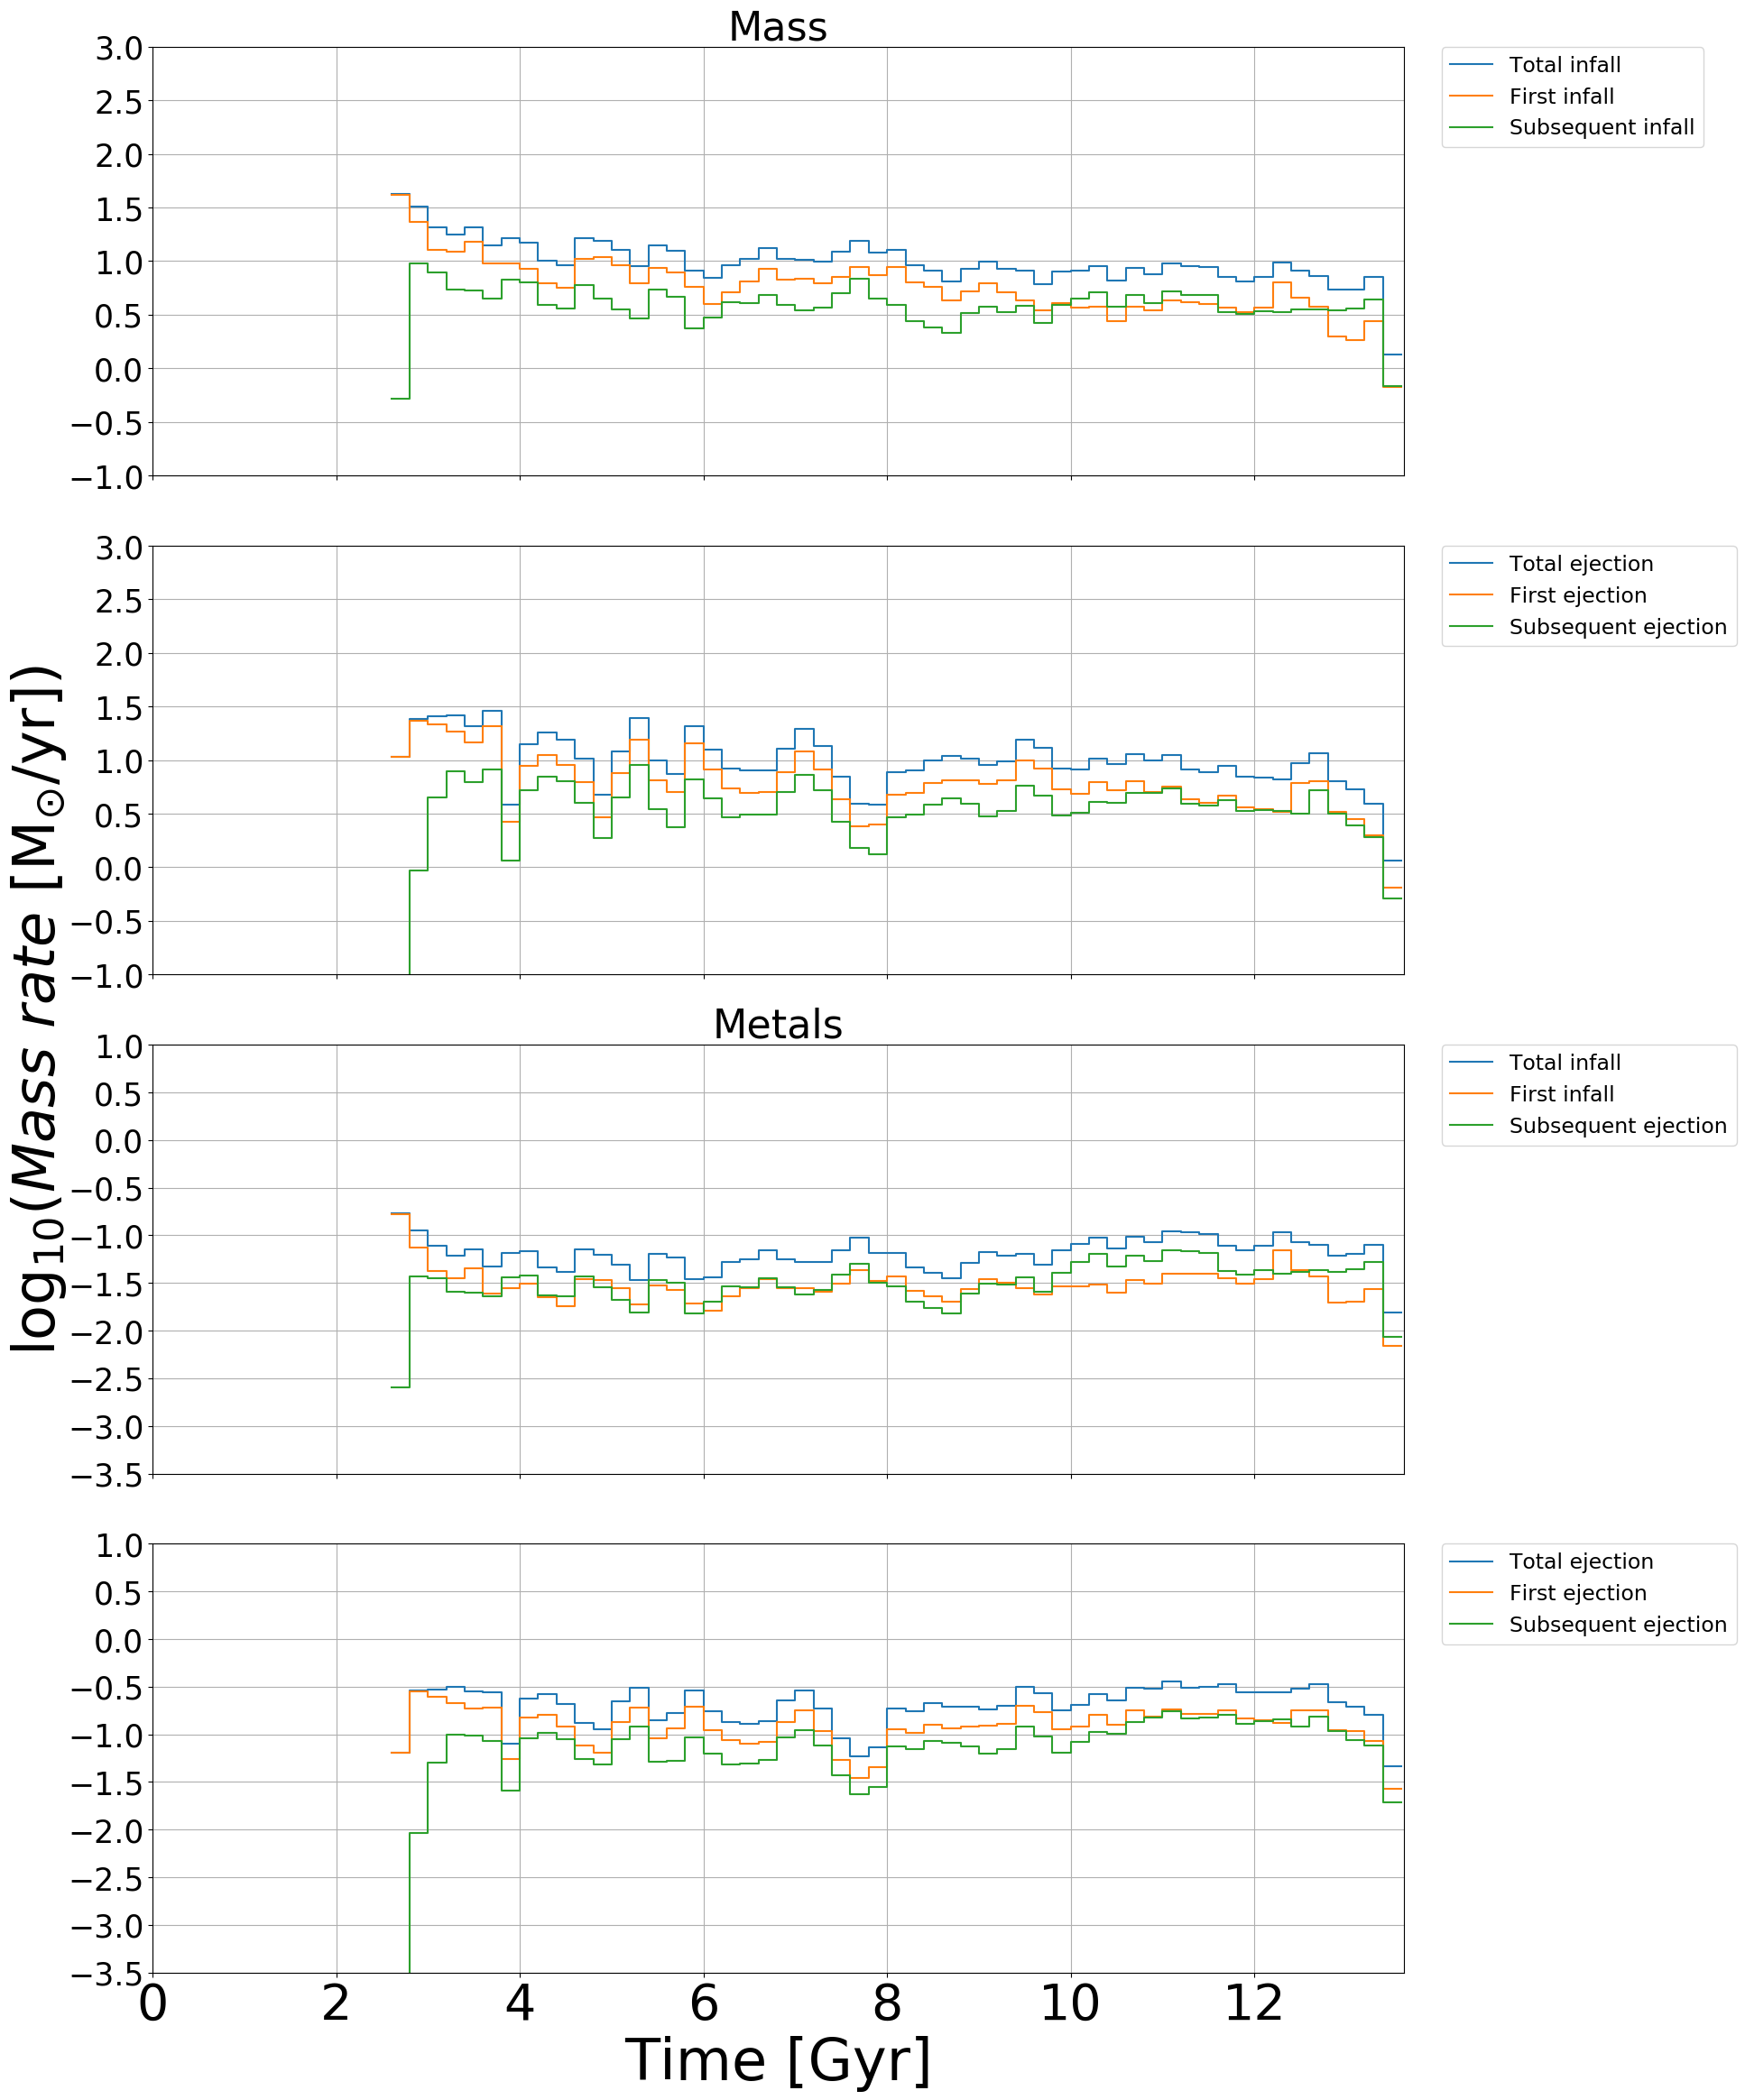 Mass
3.0
2.5
2.0
1.5
1.0
0.5
0.0
−0.5
−1.0
Total infall
First infall
Subsequent infall
3.0
2.5
2.0
1.5
1.0
0.5
0.0
−0.5
−1.0
Total ejection
First ejection
Subsequent ejection
log10(Mass rate [M⊙/yr])
Metals
1.0
0.5
0.0
−0.5
−1.0
−1.5
−2.0
−2.5
−3.0
−3.5
Total infall
First infall
Subsequent ejection
1.0
0.5
0.0
−0.5
−1.0
−1.5
−2.0
−2.5
−3.0
−3.5
Total ejection
First ejection
Subsequent ejection
0 2 4 6 8 10 12
Time [Gyr]